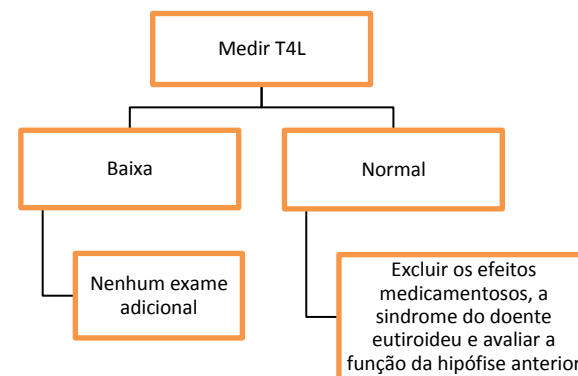 Medir T4L
Baixa
Normal
Nenhum exame
adicional
Excluir os efeitos
medicamentosos, a
sindrome do doente
eutiroideu e avaliar a
função da hipófise anterior